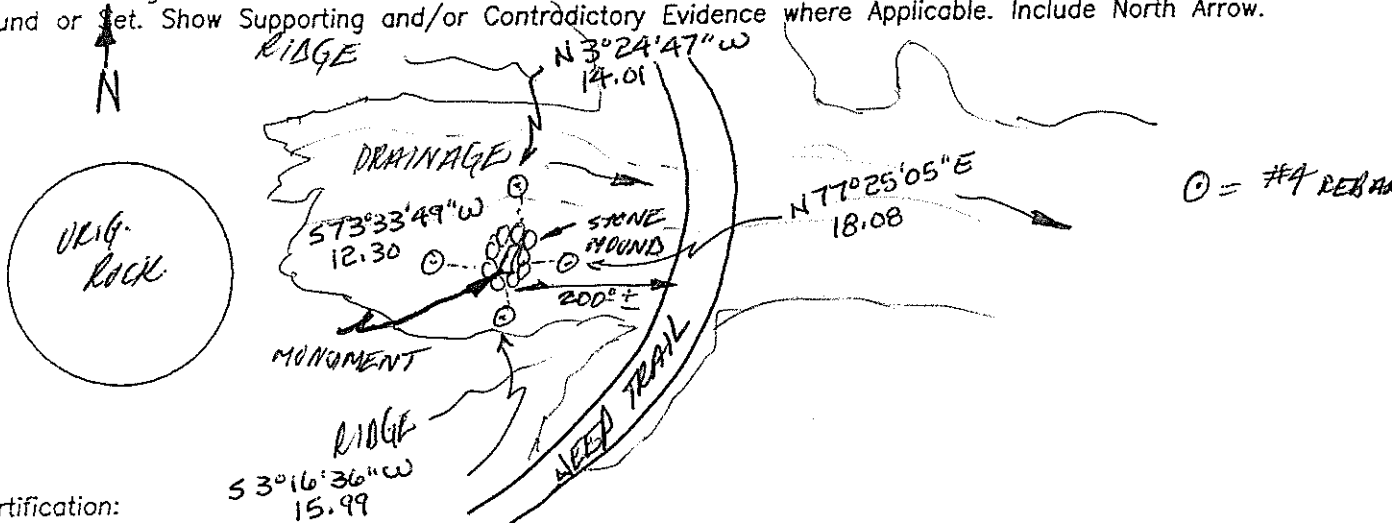 und or Set. Show Supporting and/or Contradictory Evidence where Applicable. Include North Arrow.
N
RIDGE
N 3°24'47" W
14.01
DRAINAGE
ORIG.
ROCK
S73°33'49"W
12.30
STONE
MOUND
N 77°25'05"E
18.08
⊙ = #4 REBAR
200°±
MONUMENT
JEEP TRAIL
RIDGE
S 3°16'36"W
15.99
rtification: